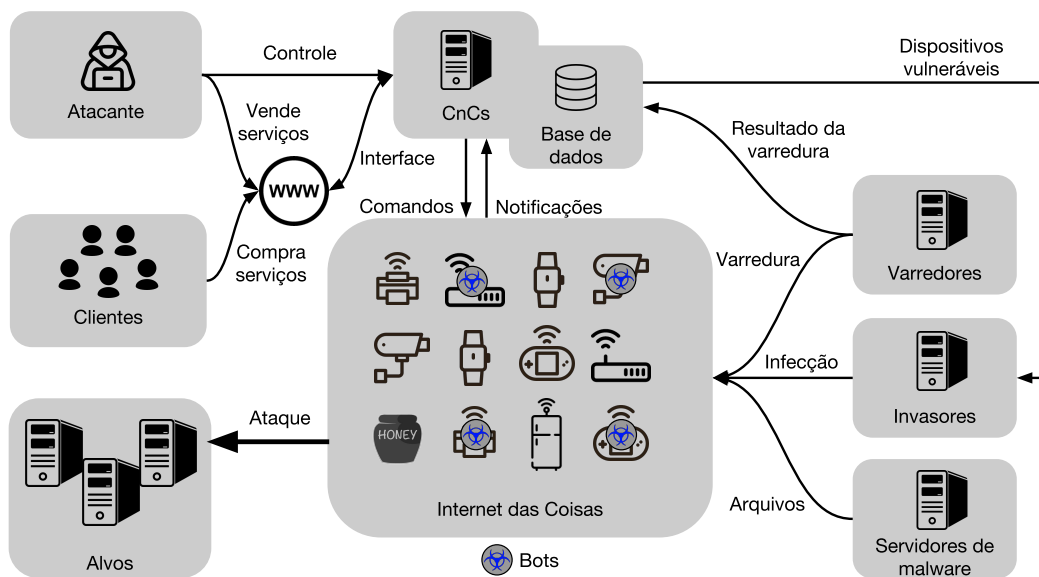 Atacante
Controle
CnCs
Base de
dados
Dispositivos
vulneráveis
Vende
serviços
Interface
WWW
Comandos
Notificações
Resultado da
varredura
Compra
serviços
Clientes
Varredura
Varredores
Infecção
Invasores
Ataque
HONEY
Alvos
Internet das Coisas
Arquivos
Servidores de
malware
Bots